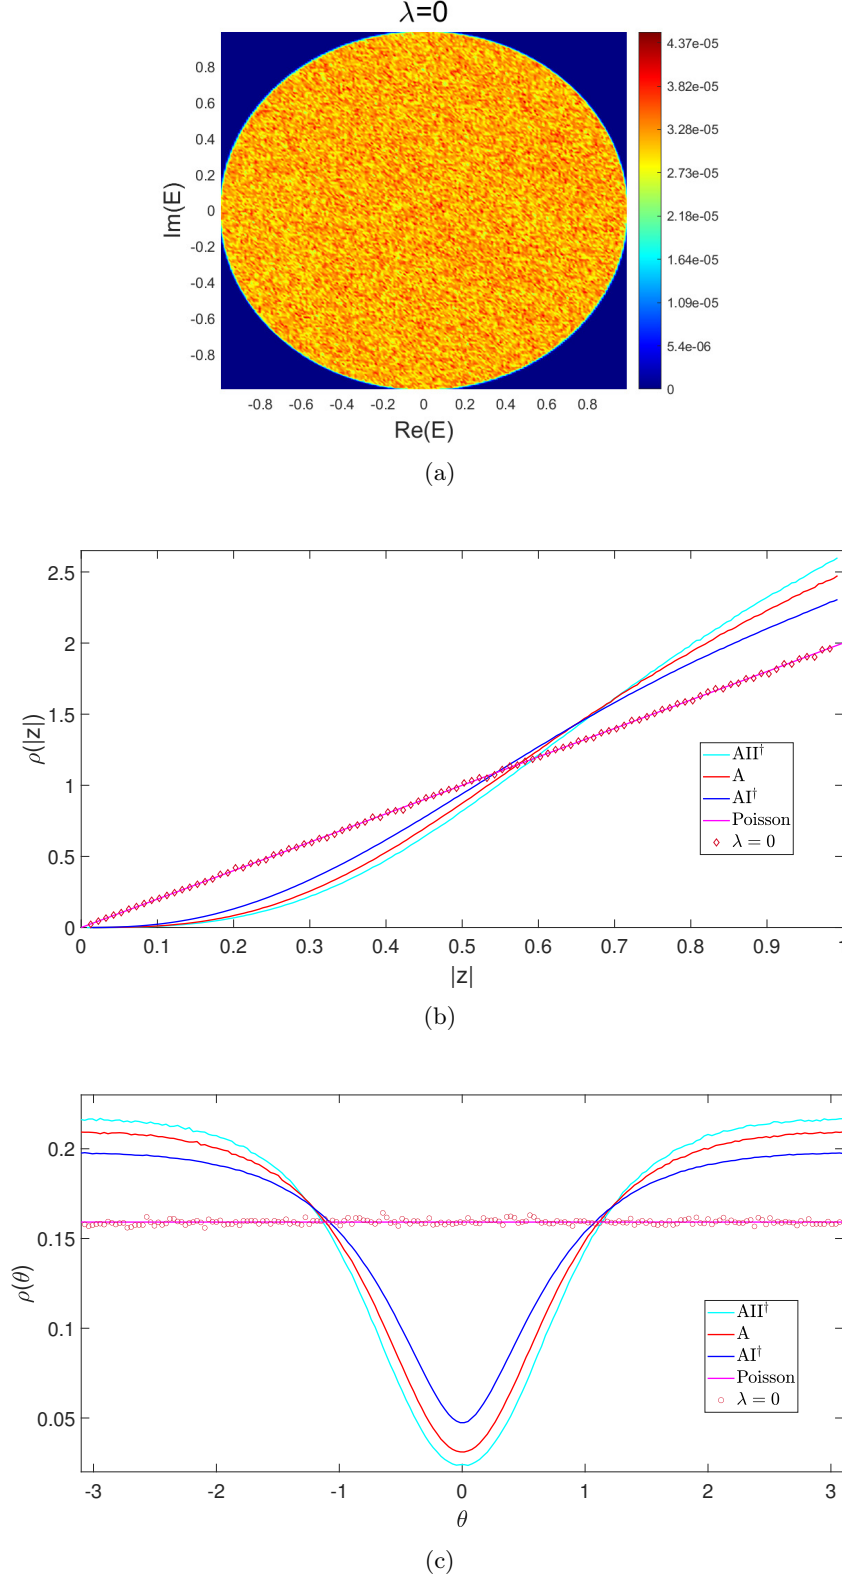 λ=0
0.8
0.6
0.4
0.2
0
-0.2
-0.4
-0.6
-0.8
Im(E)
-0.8 -0.6 -0.4 -0.2 0 0.2 0.4 0.6 0.8
Re(E)
4.37e-05
3.82e-05
3.28e-05
2.73e-05
2.18e-05
1.64e-05
1.09e-05
5.4e-06
0
(a)
2.5
2
1.5
1
0.5
0
ρ(|z|)
0 0.1 0.2 0.3 0.4 0.5 0.6 0.7 0.8 0.9
|z|
AII†
A
AI†
Poisson
λ = 0
(b)
0.2
0.15
0.1
0.05
ρ(θ)
-3 -2 -1 0 1 2 3
θ
AII†
A
AI†
Poisson
λ = 0
(c)